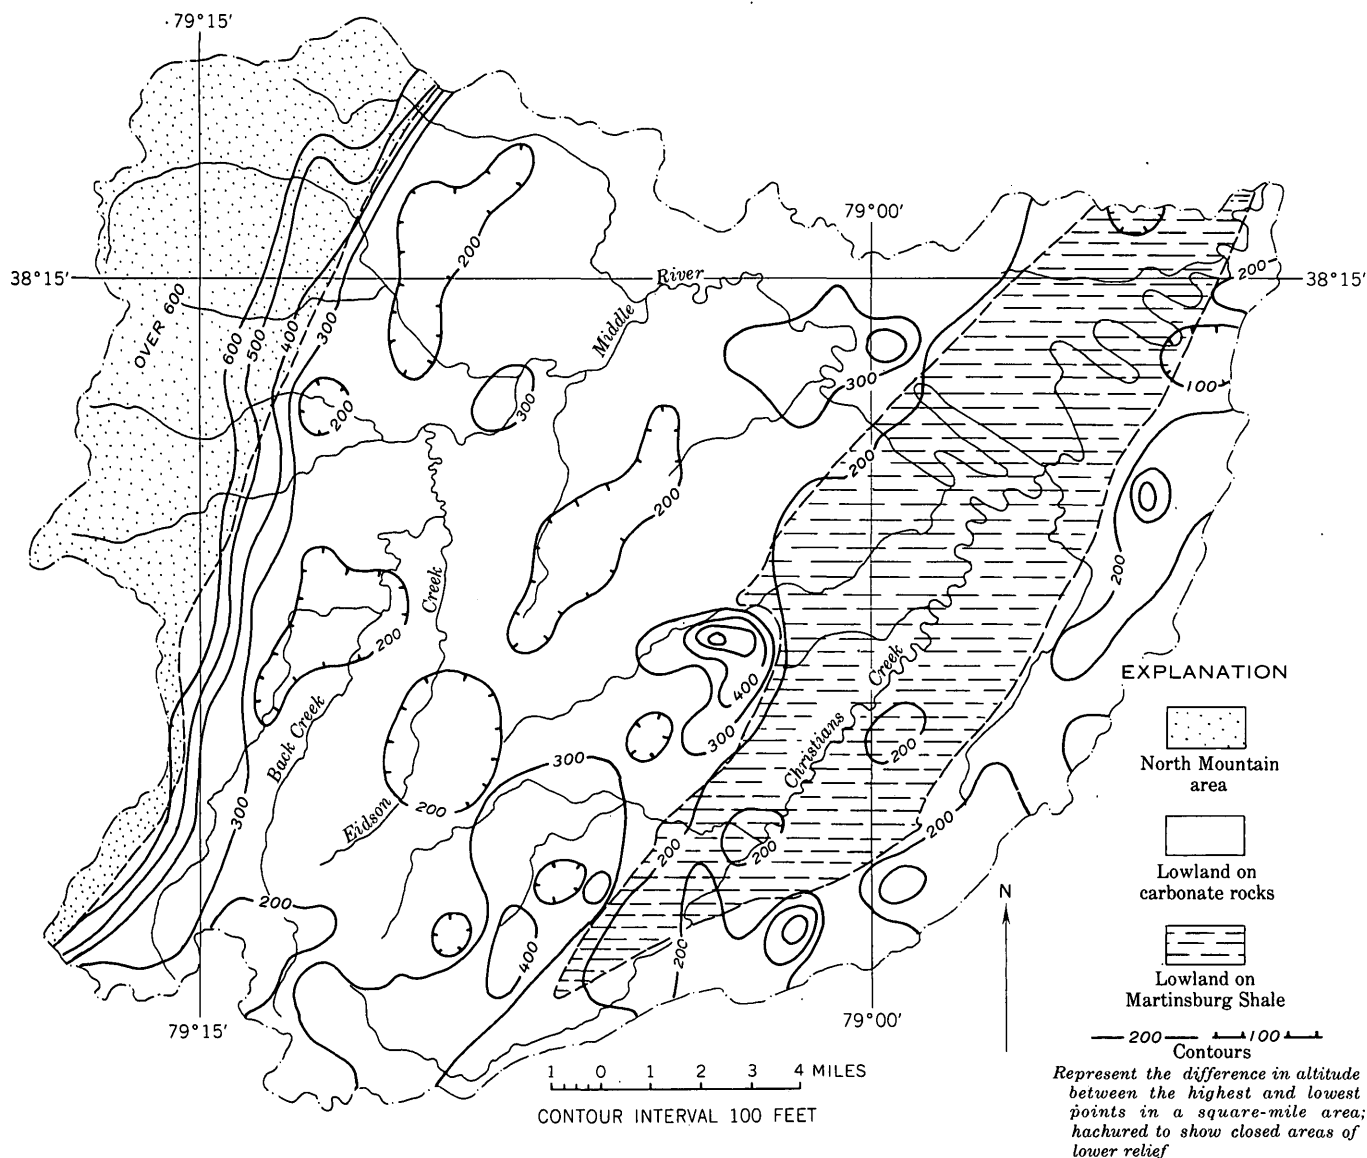 79°15'
79°00'
38°15'
38°15'
River
Middle
200
200
OVER 600
600
500
400
300
200
300
300
100
200
200
200
Creek
200
200
Creek
400
300
Christians
200
Back Creek
300
300
200
Eidson
200
200
200
200
400
200
79°15'
79°00'
N
1 0 1 2 3 4 MILES
CONTOUR INTERVAL 100 FEET
EXPLANATION
North Mountain
area
Lowland on
carbonate rocks
Lowland on
Martinsburg Shale
200 100
Contours
Represent the difference in altitude
between the highest and lowest
points in a square-mile area;
hachured to show closed areas of
lower relief